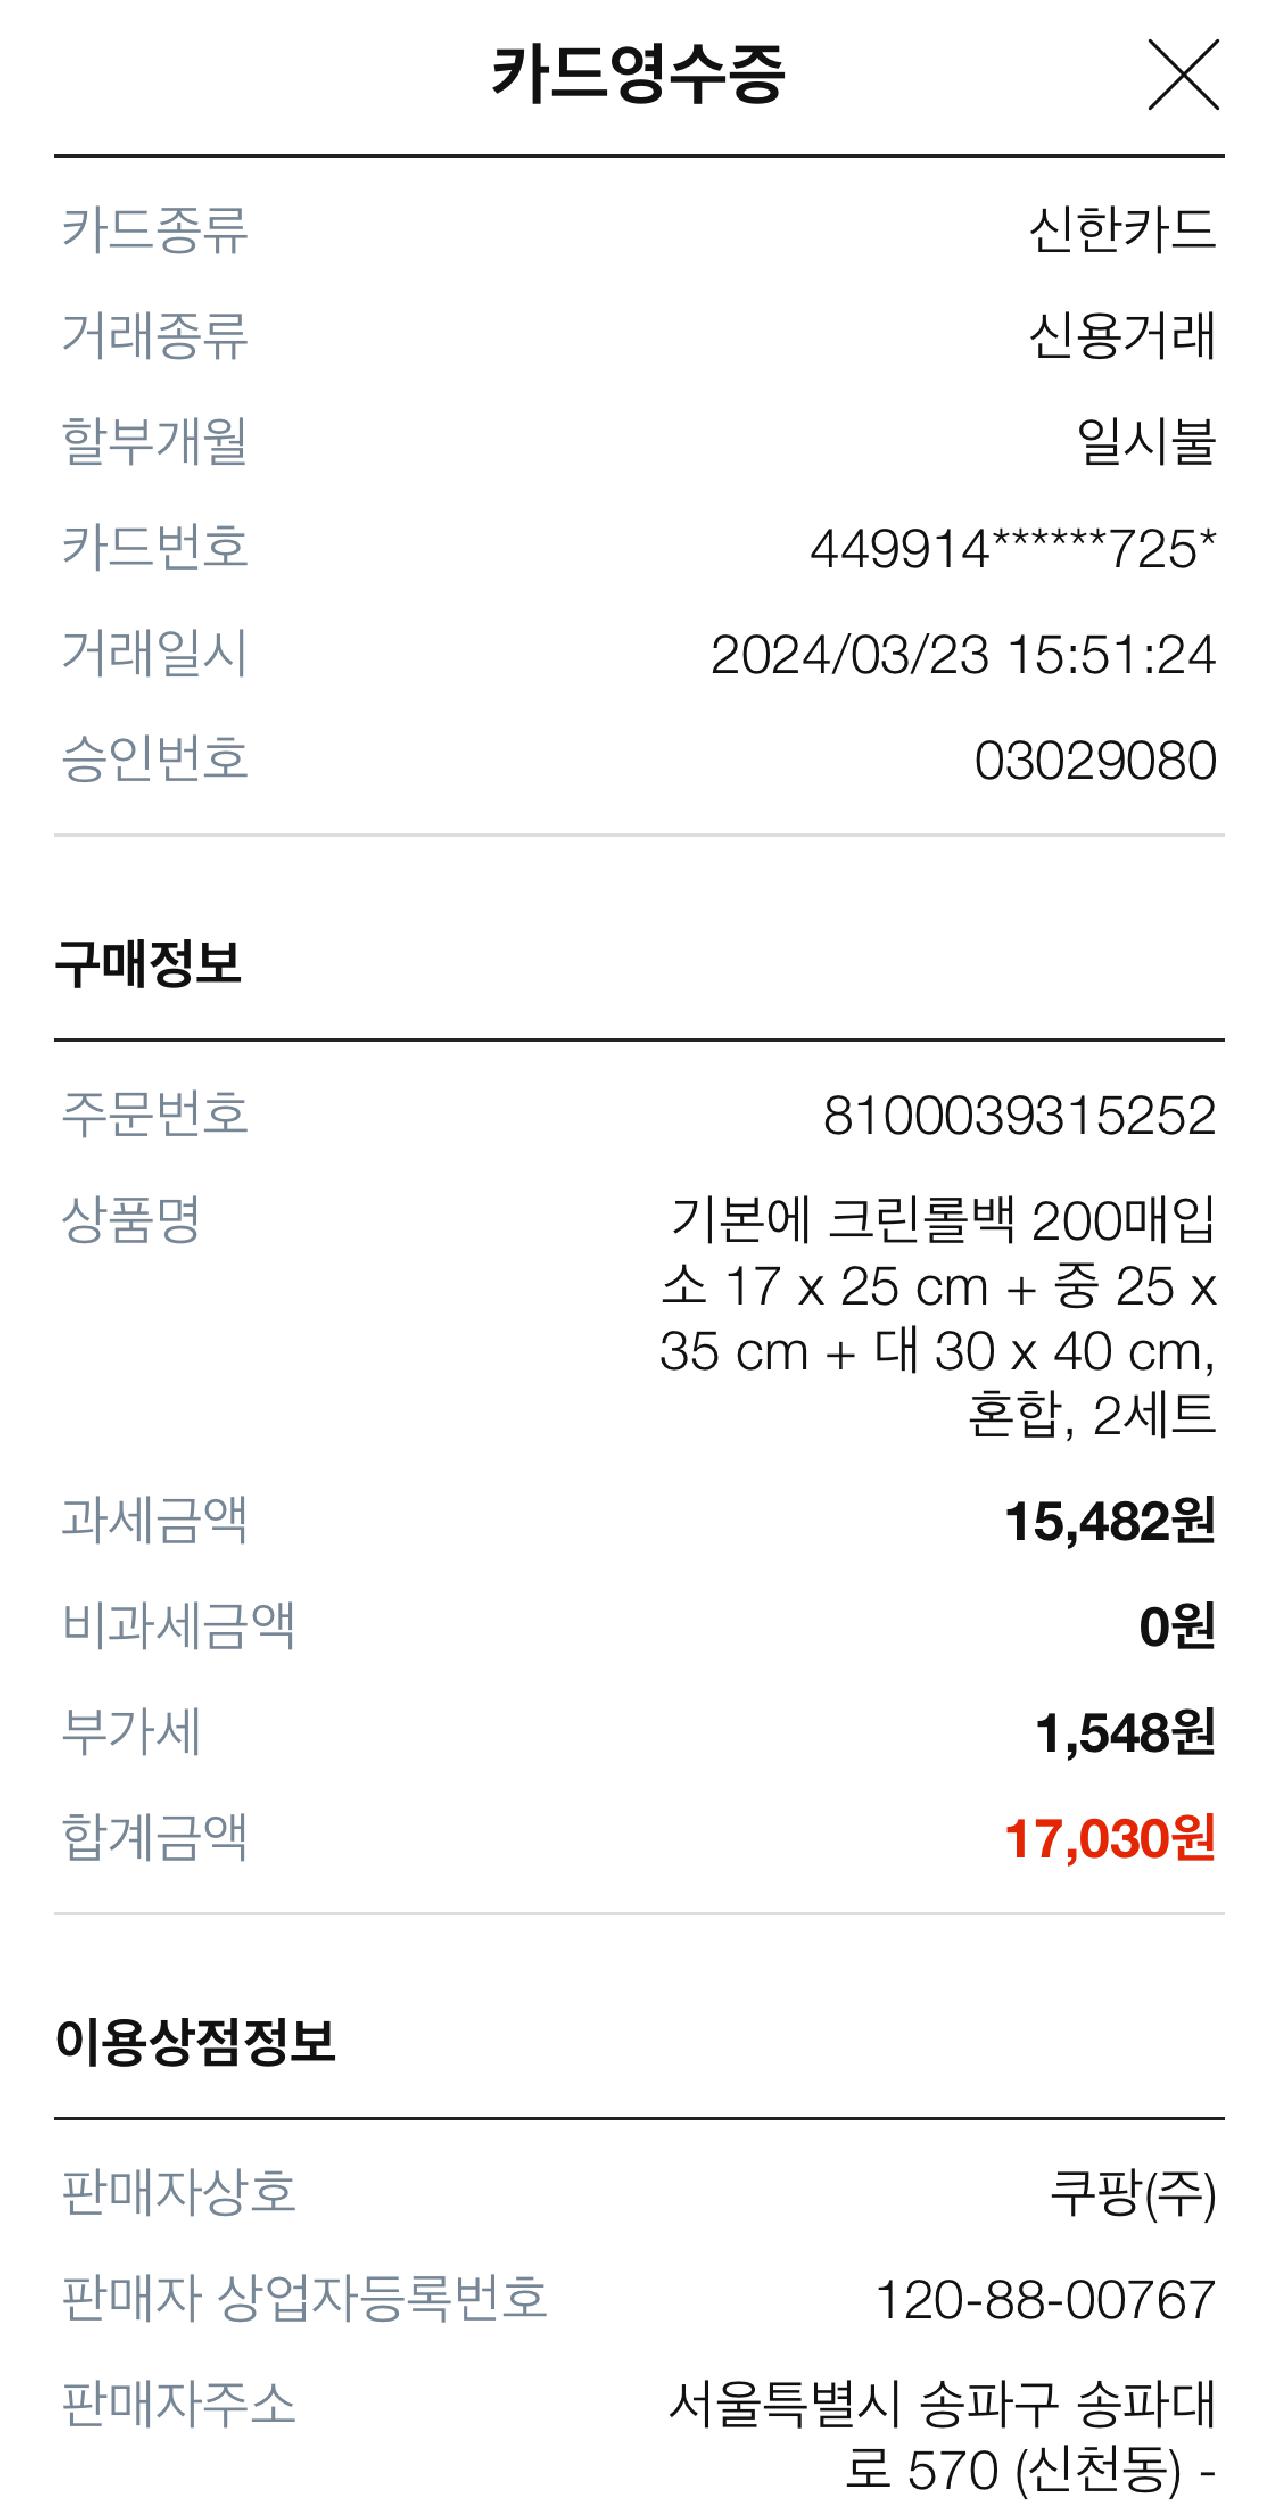 카드영수증
카드종류 신한카드
거래종류 신용거래
할부개월 일시불
카드번호 449914******725*
거래일시 2024/03/23 15:51:24
승인번호 03029080
구매정보
주문번호 8100039315252
상품명 기본에 크린롤백 200매입
소 17 x 25 cm + 중 25 x
35 cm + 대 30 x 40 cm,
혼합, 2세트
과세금액 15,482원
비과세금액 0원
부가세 1,548원
합계금액 17,030원
이용상점정보
판매자상호 쿠팡(주)
판매자 상업자등록번호 120-88-00767
판매자주소 서울특별시 송파구 송파대
로 570 (신천동) -